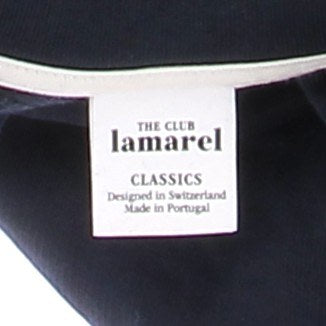 THE CLUB
lamarel
CLASSICS
Designed in Switzerland
Made in Portugal